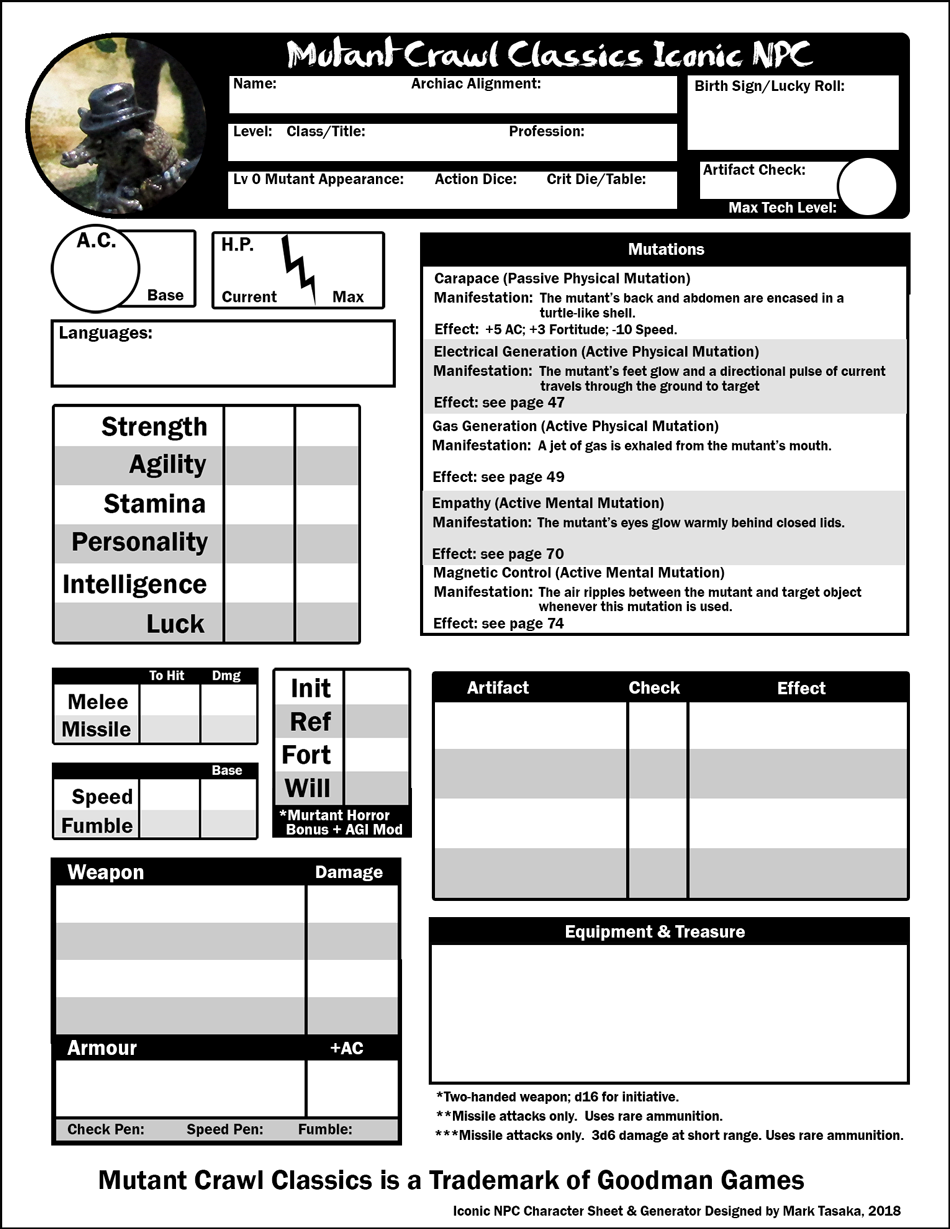 Mutant Crawl Classics Iconic NPC
Name: Archiac Alignment:
Birth Sign/Lucky Roll:
Level: Class/Title: Profession:
Lv 0 Mutant Appearance: Action Dice: Crit Die/Table:
Artifact Check:
Max Tech Level:
A.C.
Base
H.P.
Current Max
Languages:
Strength
Agility
Stamina
Personality
Intelligence
Luck
Mutations
Carapace (Passive Physical Mutation)
Manifestation: The mutant's back and abdomen are encased in a
turtle-like shell.
Effect: +5 AC; +3 Fortitude; -10 Speed.
Electrical Generation (Active Physical Mutation)
Manifestation: The mutant's feet glow and a directional pulse of current
travels through the ground to target
Effect: see page 47
Gas Generation (Active Physical Mutation)
Manifestation: A jet of gas is exhaled from the mutant's mouth.
Effect: see page 49
Empathy (Active Mental Mutation)
Manifestation: The mutant's eyes glow warmly behind closed lids.
Effect: see page 70
Magnetic Control (Active Mental Mutation)
Manifestation: The air ripples between the mutant and target object
whenever this mutation is used.
Effect: see page 74
To Hit Dmg
Melee
Missile
Base
Speed
Fumble
Init
Ref
Fort
Will
*Murtant Horror
Bonus + AGI Mod
Artifact Check Effect
Weapon Damage
Armour +AC
Check Pen: Speed Pen: Fumble:
Equipment & Treasure
*Two-handed weapon; d16 for initiative.
**Missile attacks only. Uses rare ammunition.
***Missile attacks only. 3d6 damage at short range. Uses rare ammunition.
Mutant Crawl Classics is a Trademark of Goodman Games
Iconic NPC Character Sheet & Generator Designed by Mark Tasaka, 2018